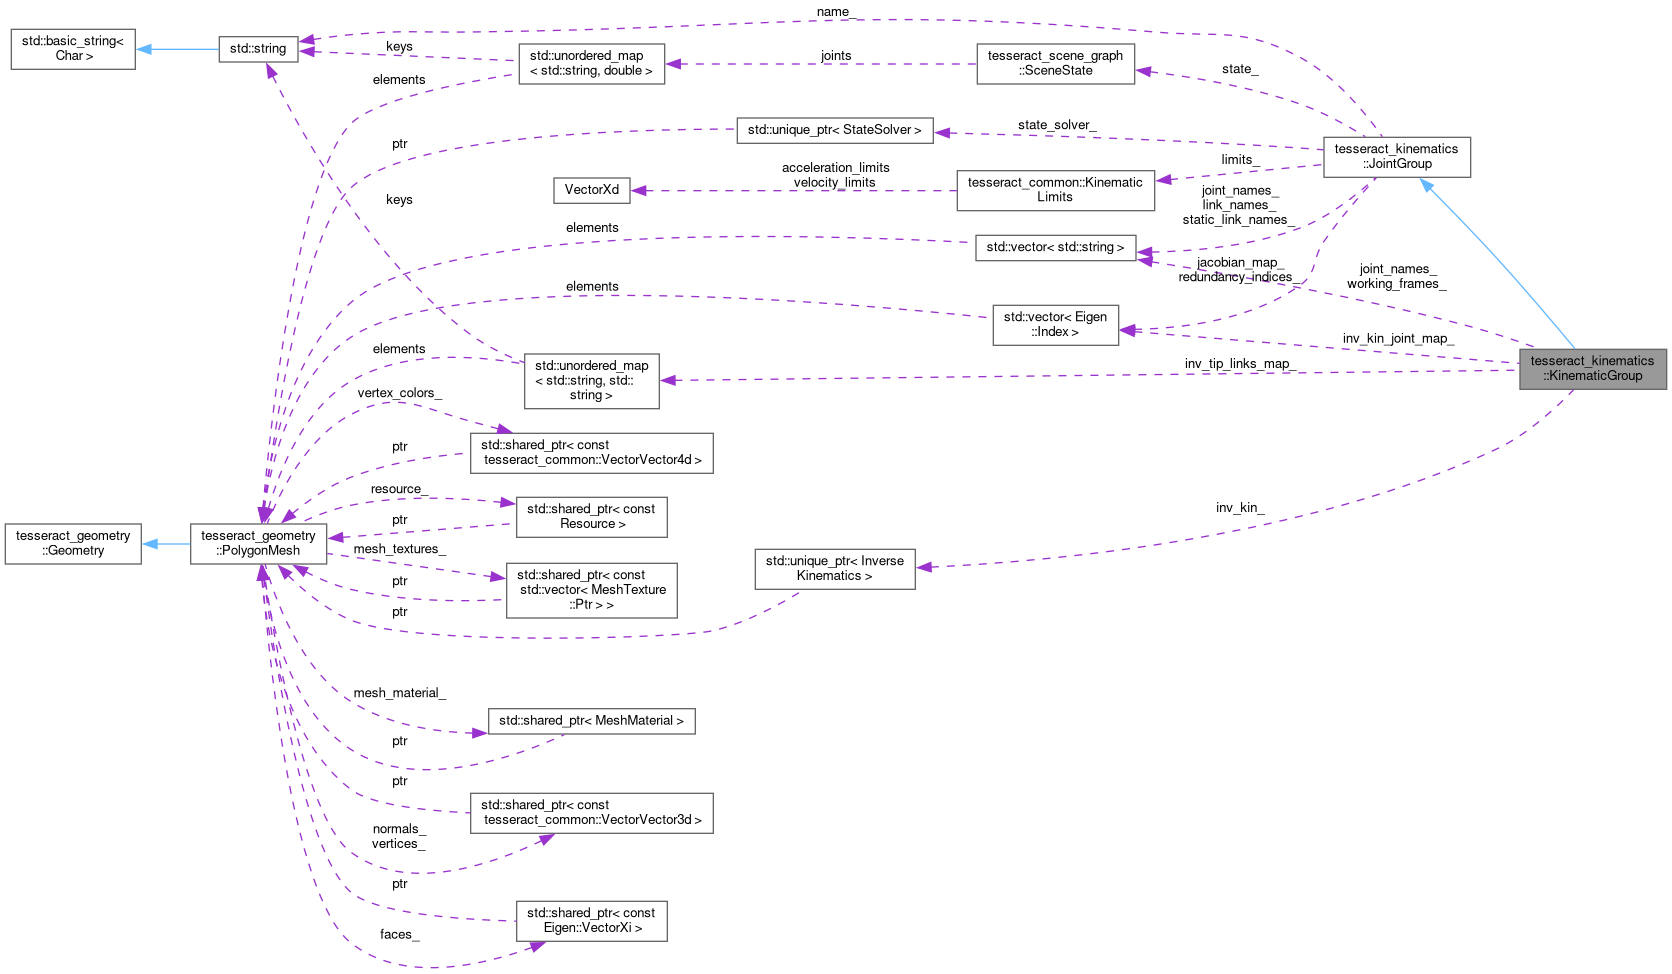 name_
std::basic_string<
Char >
std::string
keys
std::unordered_map
< std::string, double >
joints
tesseract_scene_graph
::SceneState
state_
elements
ptr
std::unique_ptr< StateSolver >
state_solver_
tesseract_kinematics
::JointGroup
limits_
acceleration_limits
velocity_limits
VectorXd
tesseract_common::Kinematic
Limits
keys
joint_names_
link_names_
static_link_names_
elements
std::vector< std::string >
jacobian_map_
redundancy_indices_
joint_names_
working_frames_
elements
std::vector< Eigen
::Index >
inv_kin_joint_map_
elements
std::unordered_map
< std::string, std::
string >
inv_tip_links_map_
tesseract_kinematics
::KinematicGroup
vertex_colors_
std::shared_ptr< const
tesseract_common::VectorVector4d >
ptr
resource_
std::shared_ptr< const
Resource >
ptr
inv_kin_
tesseract_geometry
::Geometry
tesseract_geometry
::PolygonMesh
mesh_textures_
std::shared_ptr< const
std::vector< MeshTexture
::Ptr > >
ptr
ptr
std::unique_ptr< Inverse
Kinematics >
mesh_material_
std::shared_ptr< MeshMaterial >
ptr
ptr
std::shared_ptr< const
tesseract_common::VectorVector3d >
normals_
vertices_
ptr
std::shared_ptr< const
Eigen::VectorXi >
faces_